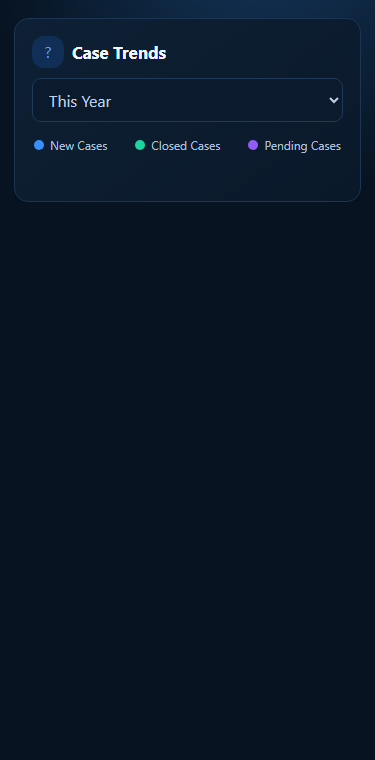 ?
Case Trends
This Year
New Cases
Closed Cases
Pending Cases